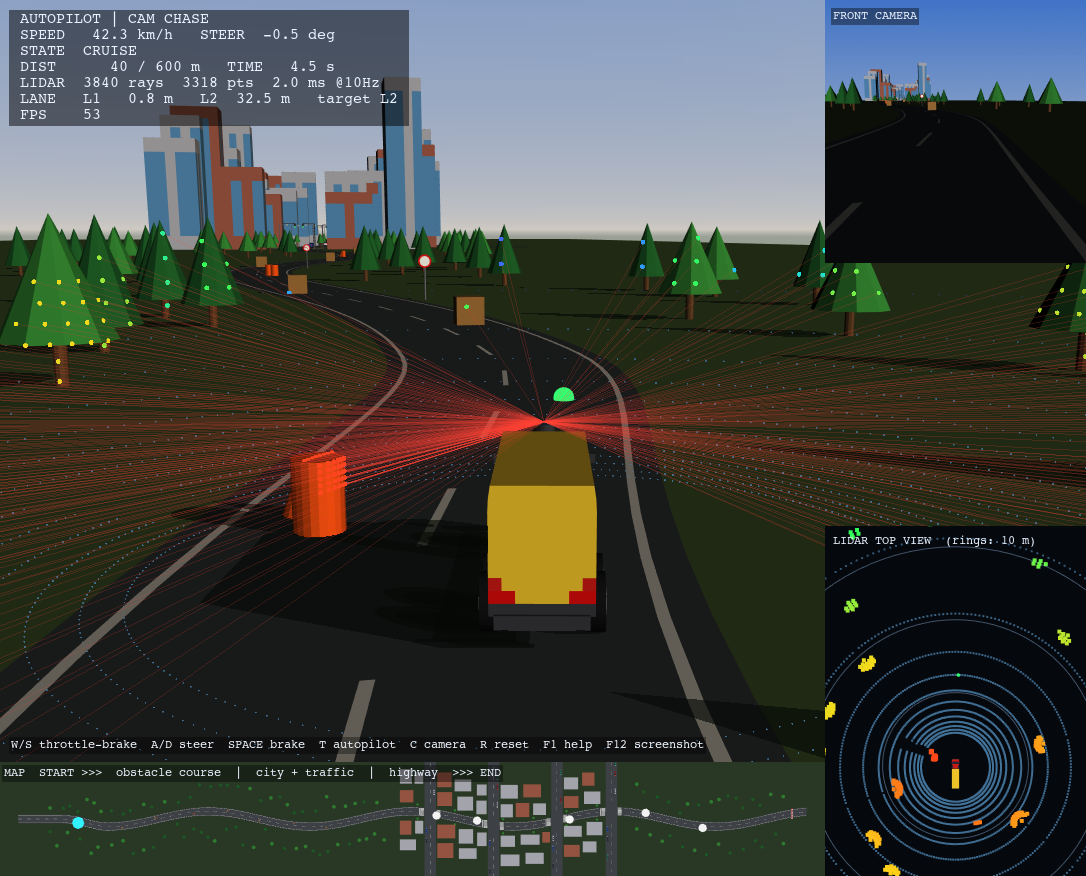 AUTOPILOT | CAM CHASE
SPEED 42.3 km/h STEER -0.5 deg
STATE CRUISE
DIST 40 / 600 m TIME 4.5 s
LIDAR 3840 rays 3318 pts 2.0 ms @10Hz
LANE L1 0.8 m L2 32.5 m target L2
FPS 53
FRONT CAMERA
LIDAR TOP VIEW (rings: 10 m)
W/S throttle-brake A/D steer SPACE brake T autopilot C camera R reset F1 help F12 screenshot
MAP START >>> obstacle course | city + traffic | highway >>> END